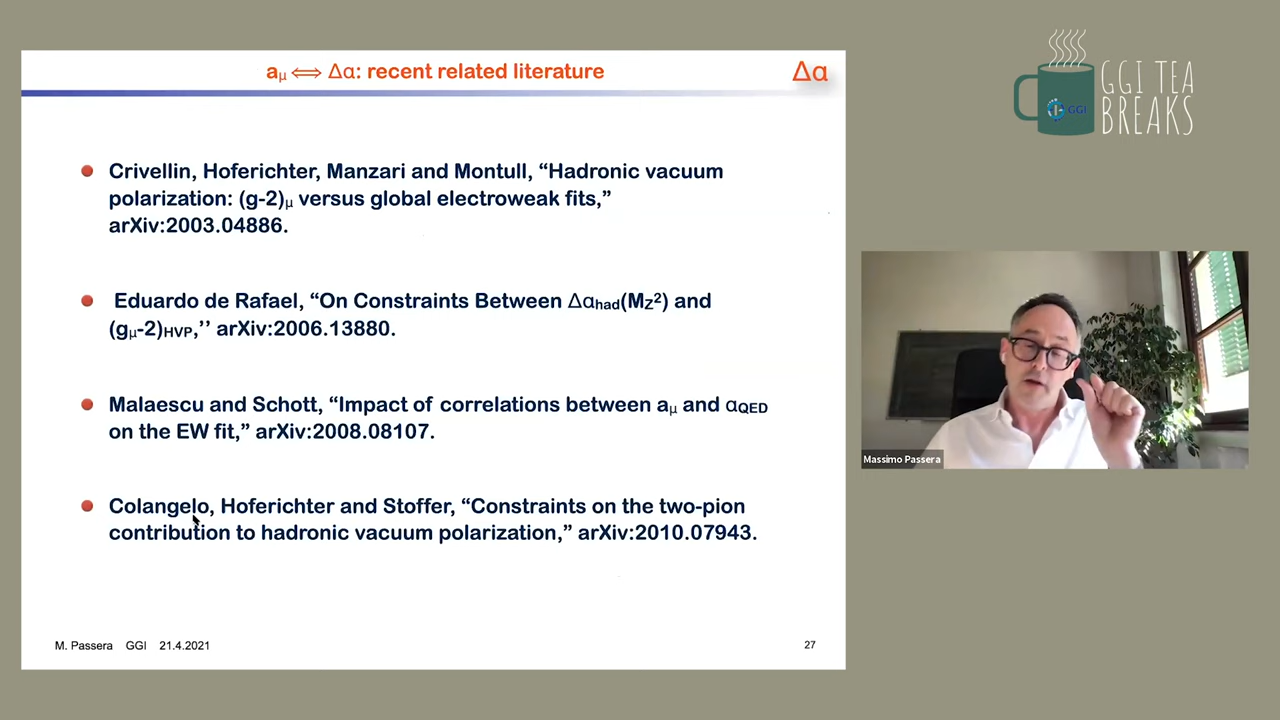 a_μ ⟺ Δα: recent related literature
Δα
Crivellin, Hoferichter, Manzari and Montull, “Hadronic vacuum
polarization: (g-2)_μ versus global electroweak fits,”
arXiv:2003.04886.
Eduardo de Rafael, “On Constraints Between Δα_had(M_Z²) and
(g_μ-2)_HVP,’’ arXiv:2006.13880.
Malaescu and Schott, “Impact of correlations between a_μ and α_QED
on the EW fit,” arXiv:2008.08107.
Colangelo, Hoferichter and Stoffer, “Constraints on the two-pion
contribution to hadronic vacuum polarization,” arXiv:2010.07943.
M. Passera GGI 21.4.2021
27
GGI TEA
BREAKS
GGI
Massimo Passera